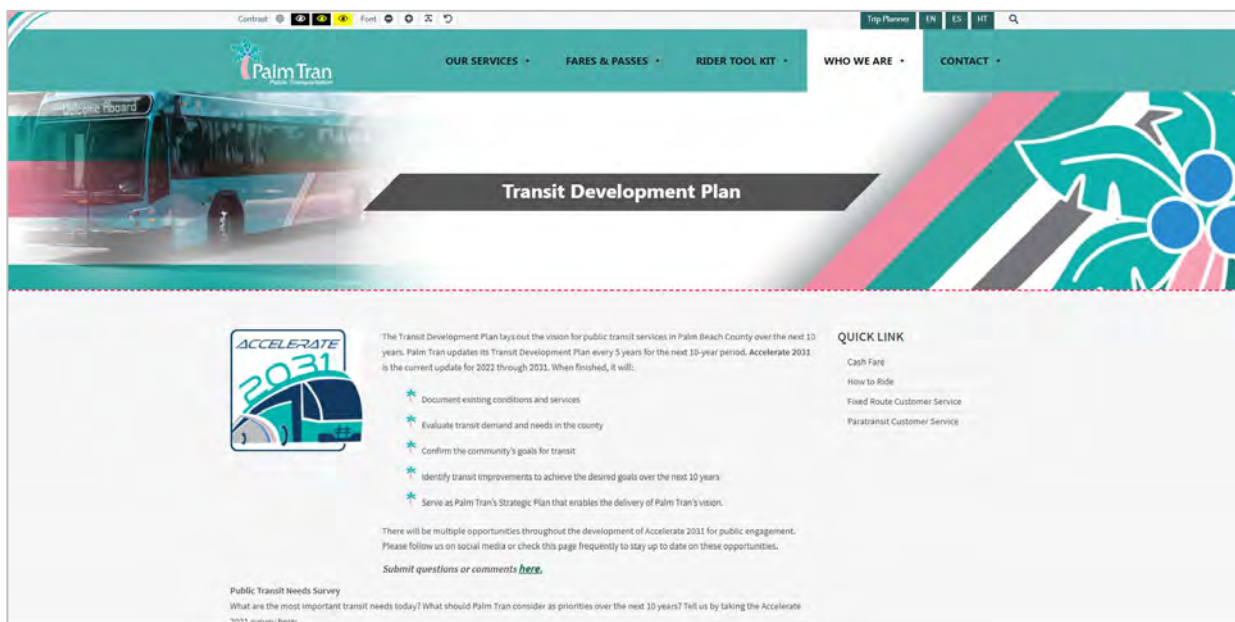 Contrast Font Trip Planner EN ES HT
PalmTran
Public Transportation
OUR SERVICES FARES & PASSES RIDER TOOL KIT WHO WE ARE CONTACT
Welcome Aboard
Transit Development Plan
ACCELERATE
2031
The Transit Development Plan lays out the vision for public transit services in Palm Beach County over the next 10
years. Palm Tran updates its Transit Development Plan every 5 years for the next 10-year period. Accelerate 2031
is the current update for 2022 through 2031. When finished, it will:
Document existing conditions and services
Evaluate transit demand and needs in the county
Confirm the community's goals for transit
Identify transit improvements to achieve the desired goals over the next 10 years
Serve as Palm Tran's Strategic Plan that enables the delivery of Palm Tran's vision.
There will be multiple opportunities throughout the development of Accelerate 2031 for public engagement.
Please follow us on social media or check this page frequently to stay up to date on these opportunities.
Submit questions or comments here.
QUICK LINK
Cash Fare
How to Ride
Fixed Route Customer Service
Paratransit Customer Service
Public Transit Needs Survey
What are the most important transit needs today? What should Palm Tran consider as priorities over the next 10 years? Tell us by taking the Accelerate
2031 survey here: